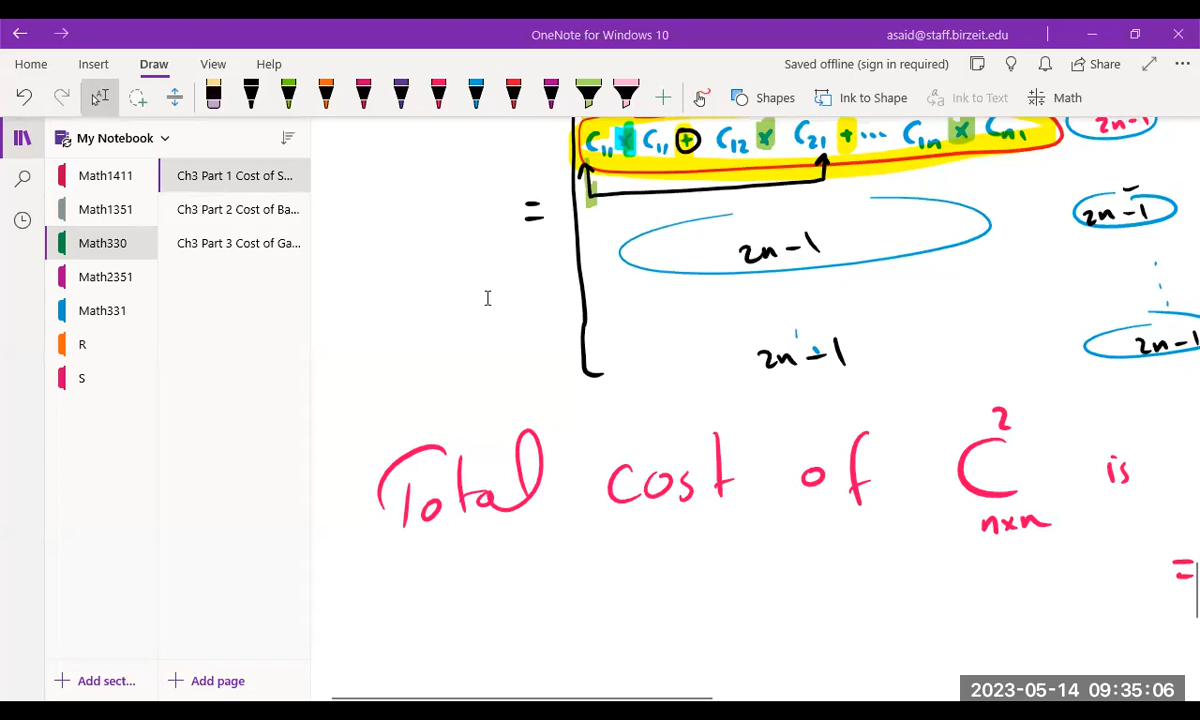 OneNote for Windows 10
asaid@staff.birzeit.edu
Home Insert Draw View Help
Saved offline (sign in required)
Share
Shapes Ink to Shape Ink to Text Math
My Notebook
Math1411
Math1351
Math330
Math2351
Math331
R
S
Ch3 Part 1 Cost of S...
Ch3 Part 2 Cost of Ba...
Ch3 Part 3 Cost of Ga...
C₁₁ × C₁₁ + C₁₂ × C₂₁ + ... C₁ₙ × Cₙ₁ 2n-1
=
2n-1 2n-1
2n-1 2n-1
Total cost of C²ₙₓₙ is
=
Add sect...
Add page
2023-05-14 09:35:06